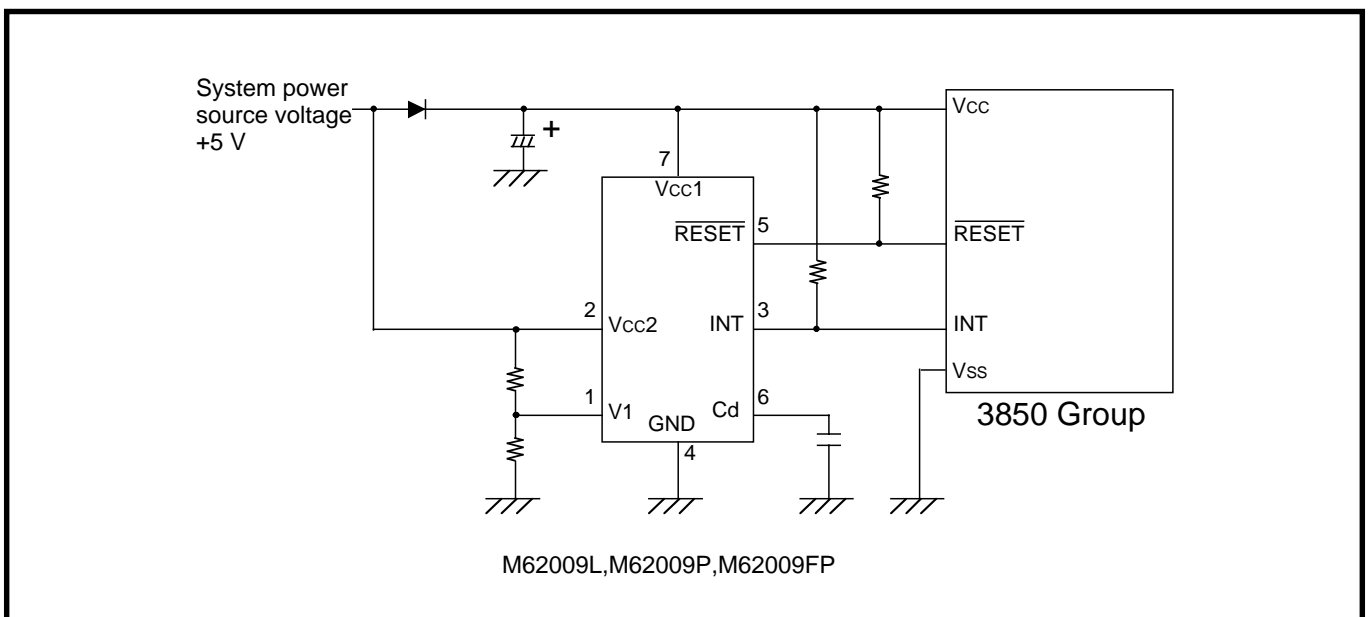 System power
source voltage
+5 V
+
7
VCC1
RESET
5
2
VCC2
INT
3
1
V1
GND
4
Cd
6
VCC
RESET
INT
VSS
3850 Group
M62009L,M62009P,M62009FP